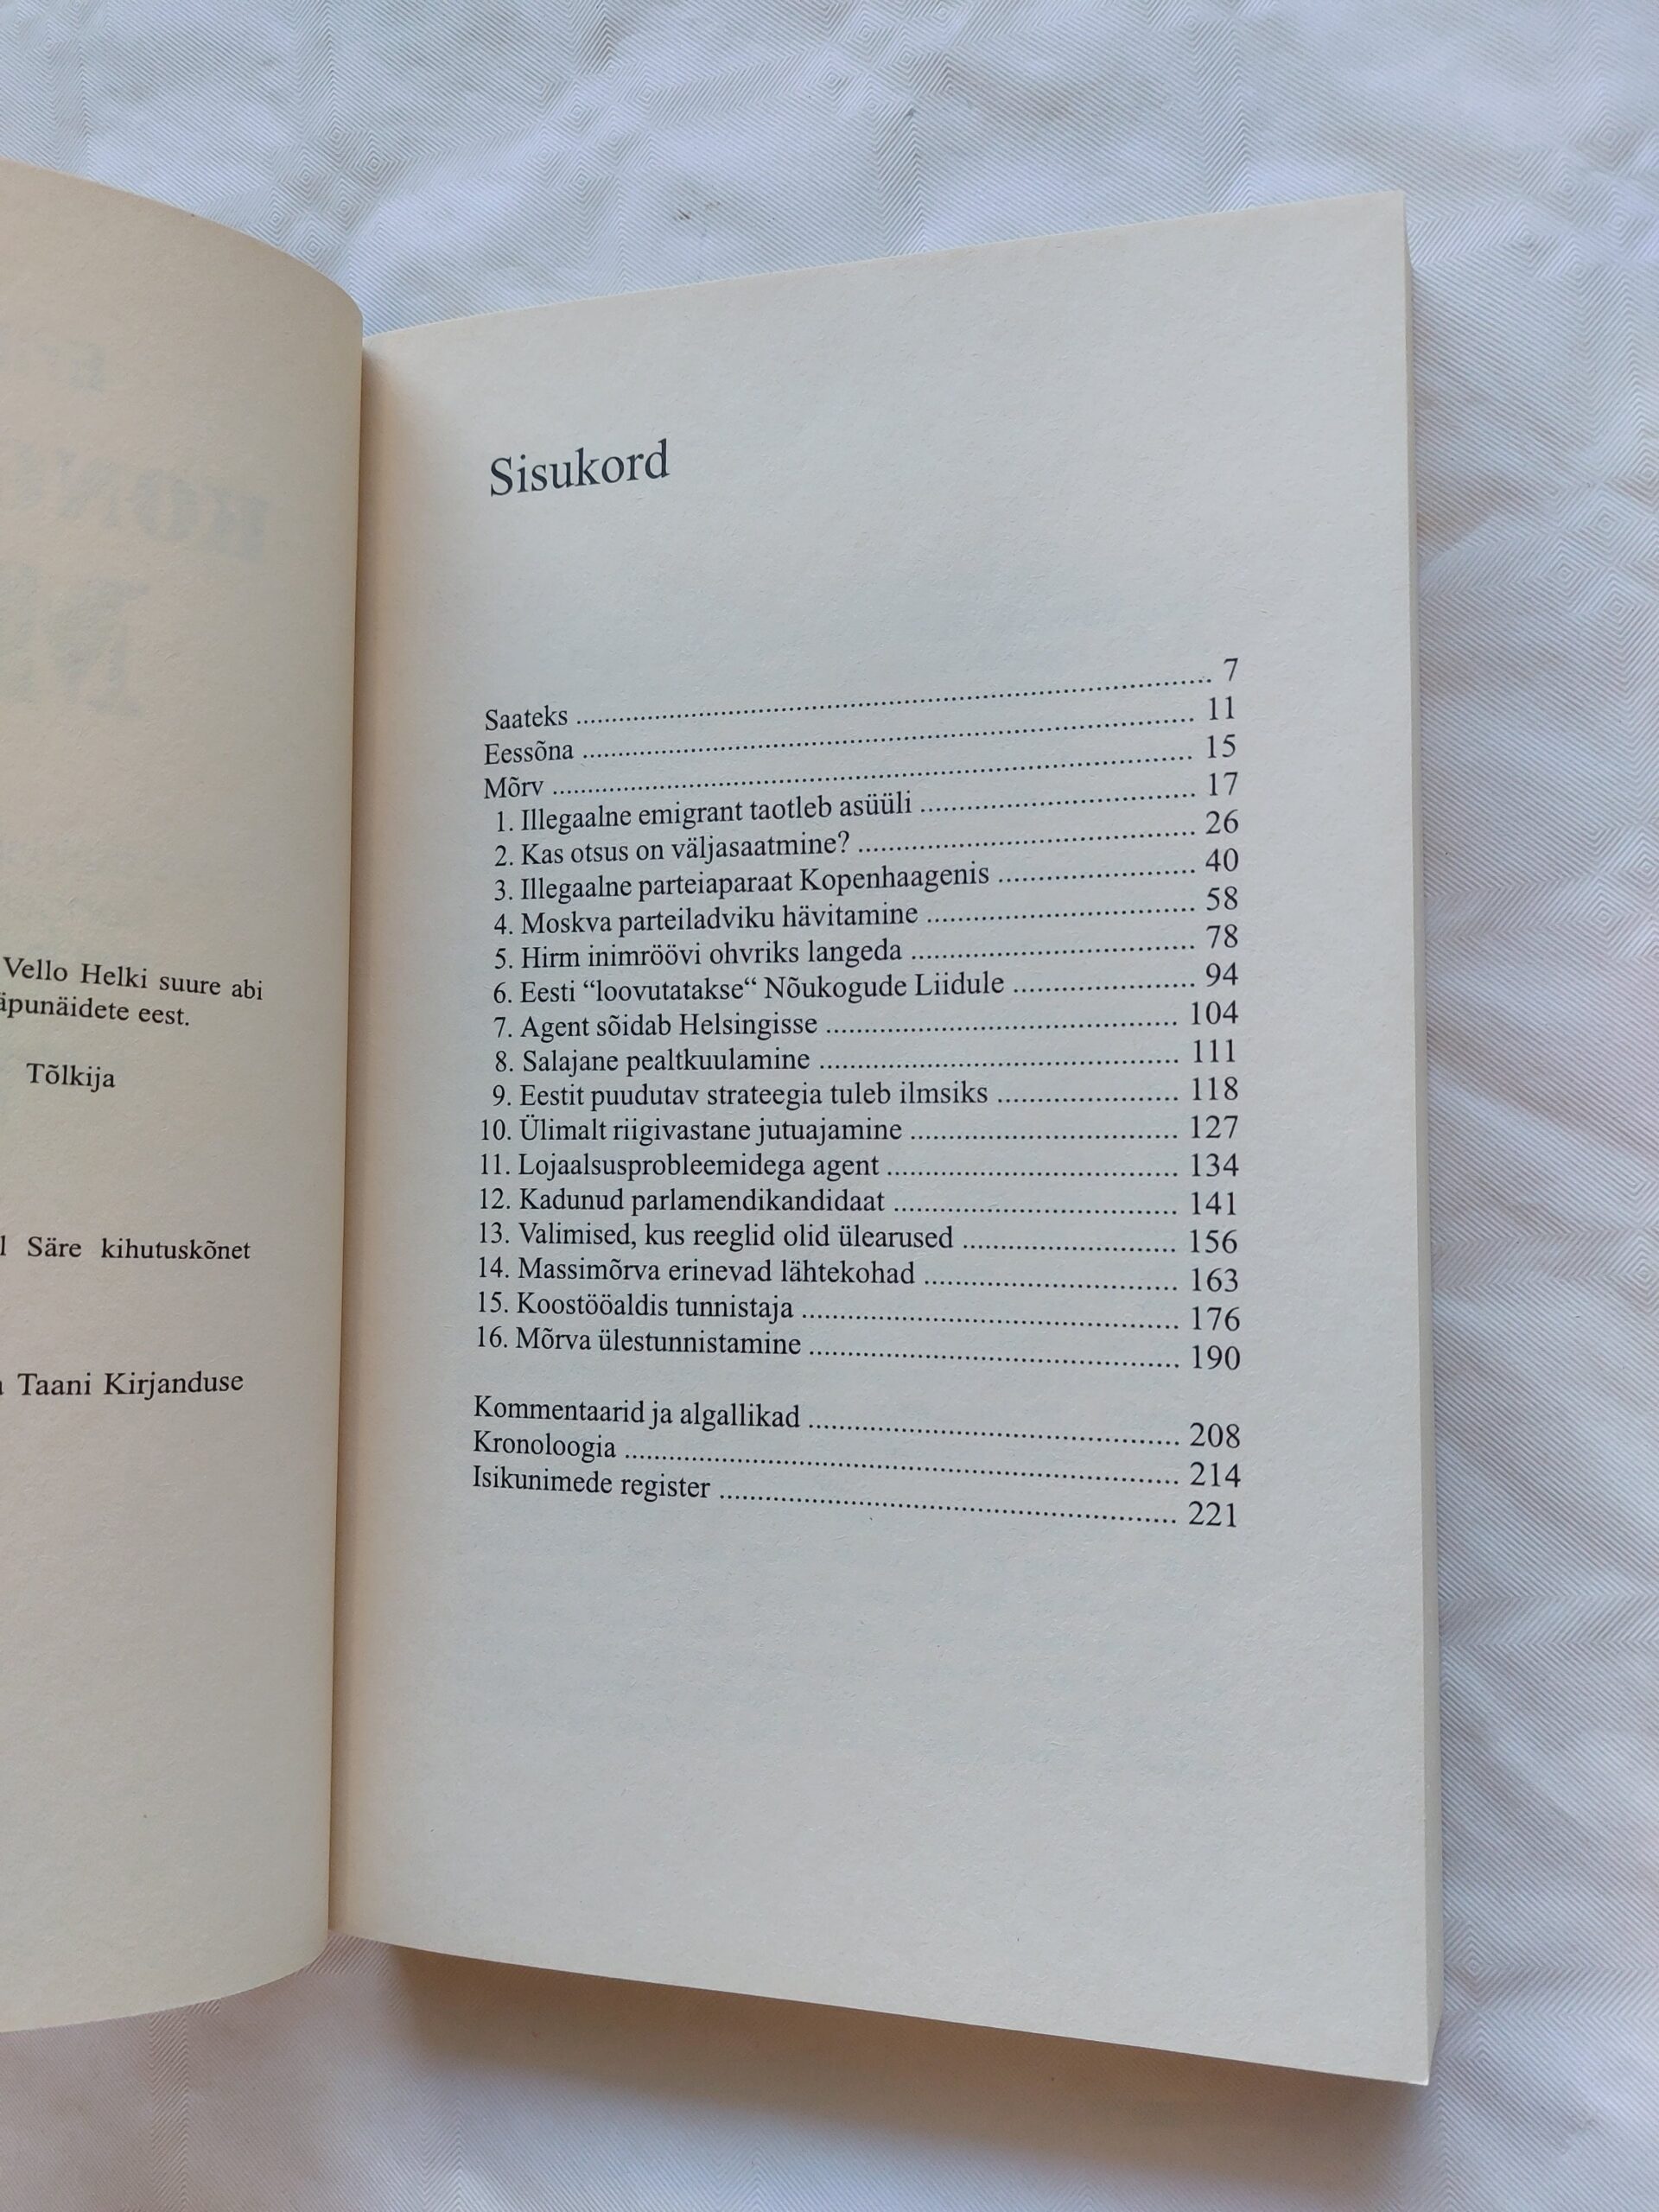 Vello Helki suure abi
äpunäidete eest.
Tõlkija
Säre kihutuskõnet
Taani Kirjanduse
Sisukord
Saateks ........ 7
Eessõna ........ 11
Mõrv ........ 15
1. Illegaalne emigrant taotleb asüüli ........ 17
2. Kas otsus on väljasaatmine? ........ 26
3. Illegaalne parteiaparaat Kopenhaagenis ........ 40
4. Moskva parteiladviku hävitamine ........ 58
5. Hirm inimröövi ohvriks langeda ........ 78
6. Eesti “loovutatakse“ Nõukogude Liidule ........ 94
7. Agent sõidab Helsingisse ........ 104
8. Salajane pealtkuulamine ........ 111
9. Eestit puudutav strateegia tuleb ilmsiks ........ 118
10. Ülimalt riigivastane jutuajamine ........ 127
11. Lojaalsusprobleemidega agent ........ 134
12. Kadunud parlamendikandidaat ........ 141
13. Valimised, kus reeglid olid ülearused ........ 156
14. Massimõrva erinevad lähtekohad ........ 163
15. Koostööaldis tunnistaja ........ 176
16. Mõrva ülestunnistamine ........ 190
Kommentaarid ja algallikad ........ 208
Kronoloogia ........ 214
Isikunimede register ........ 221